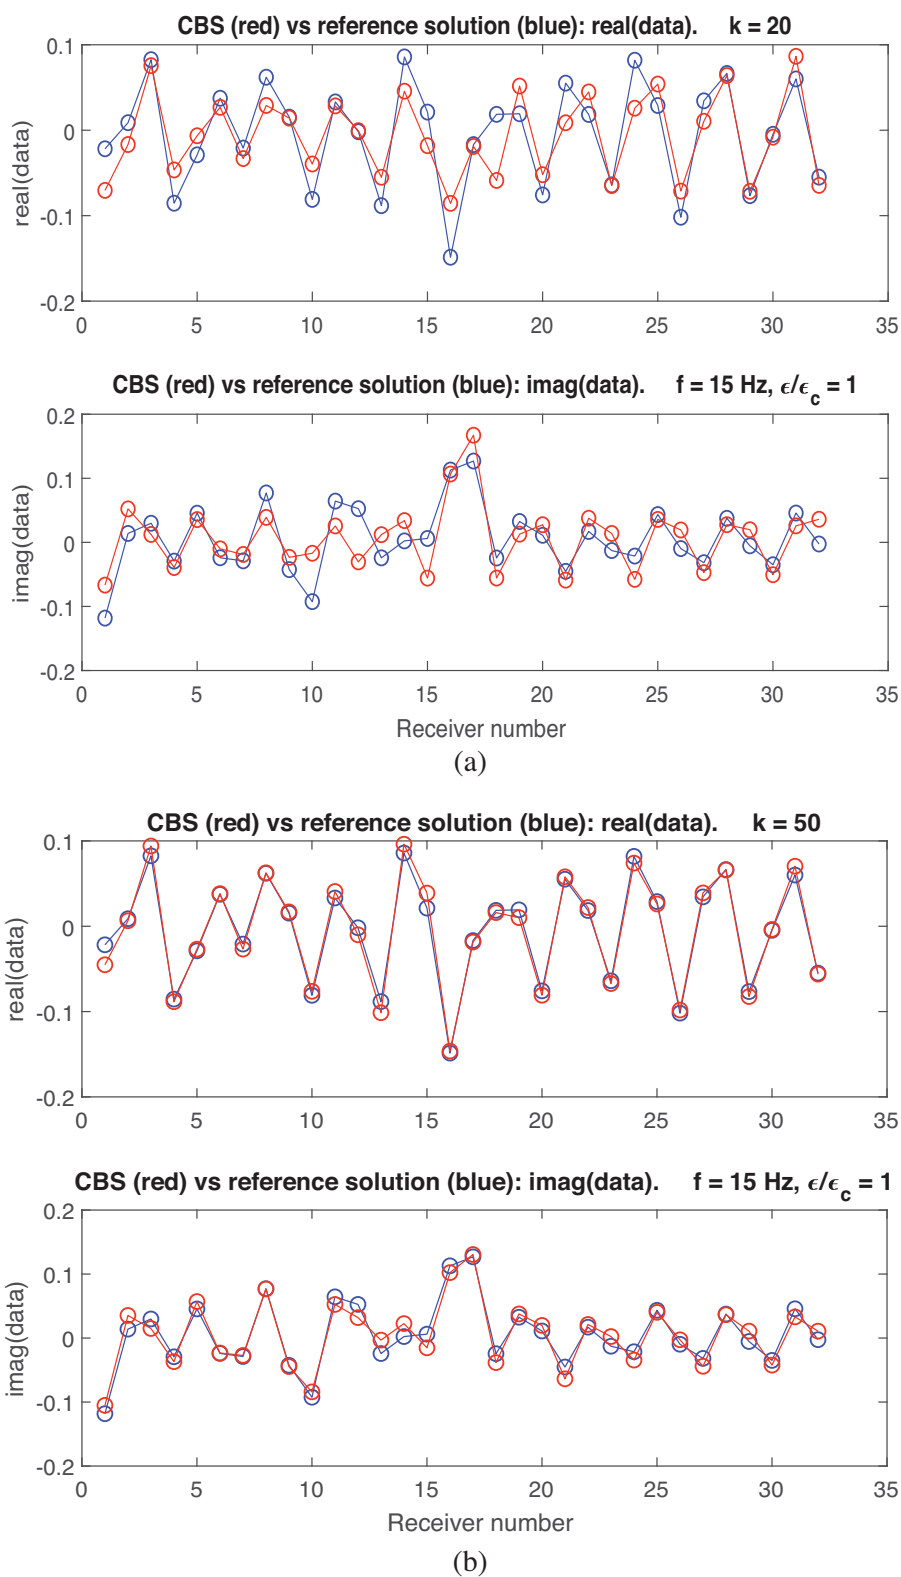 CBS (red) vs reference solution (blue): real(data). k = 20
0.1
0
-0.1
-0.2
real(data)
0 5 10 15 20 25 30 35
CBS (red) vs reference solution (blue): imag(data). f = 15 Hz, ϵ/ϵc = 1
0.2
0.1
0
-0.1
-0.2
imag(data)
0 5 10 15 20 25 30 35
Receiver number
(a)
CBS (red) vs reference solution (blue): real(data). k = 50
0.1
0
-0.1
-0.2
real(data)
0 5 10 15 20 25 30 35
CBS (red) vs reference solution (blue): imag(data). f = 15 Hz, ϵ/ϵc = 1
0.2
0.1
0
-0.1
-0.2
imag(data)
0 5 10 15 20 25 30 35
Receiver number
(b)